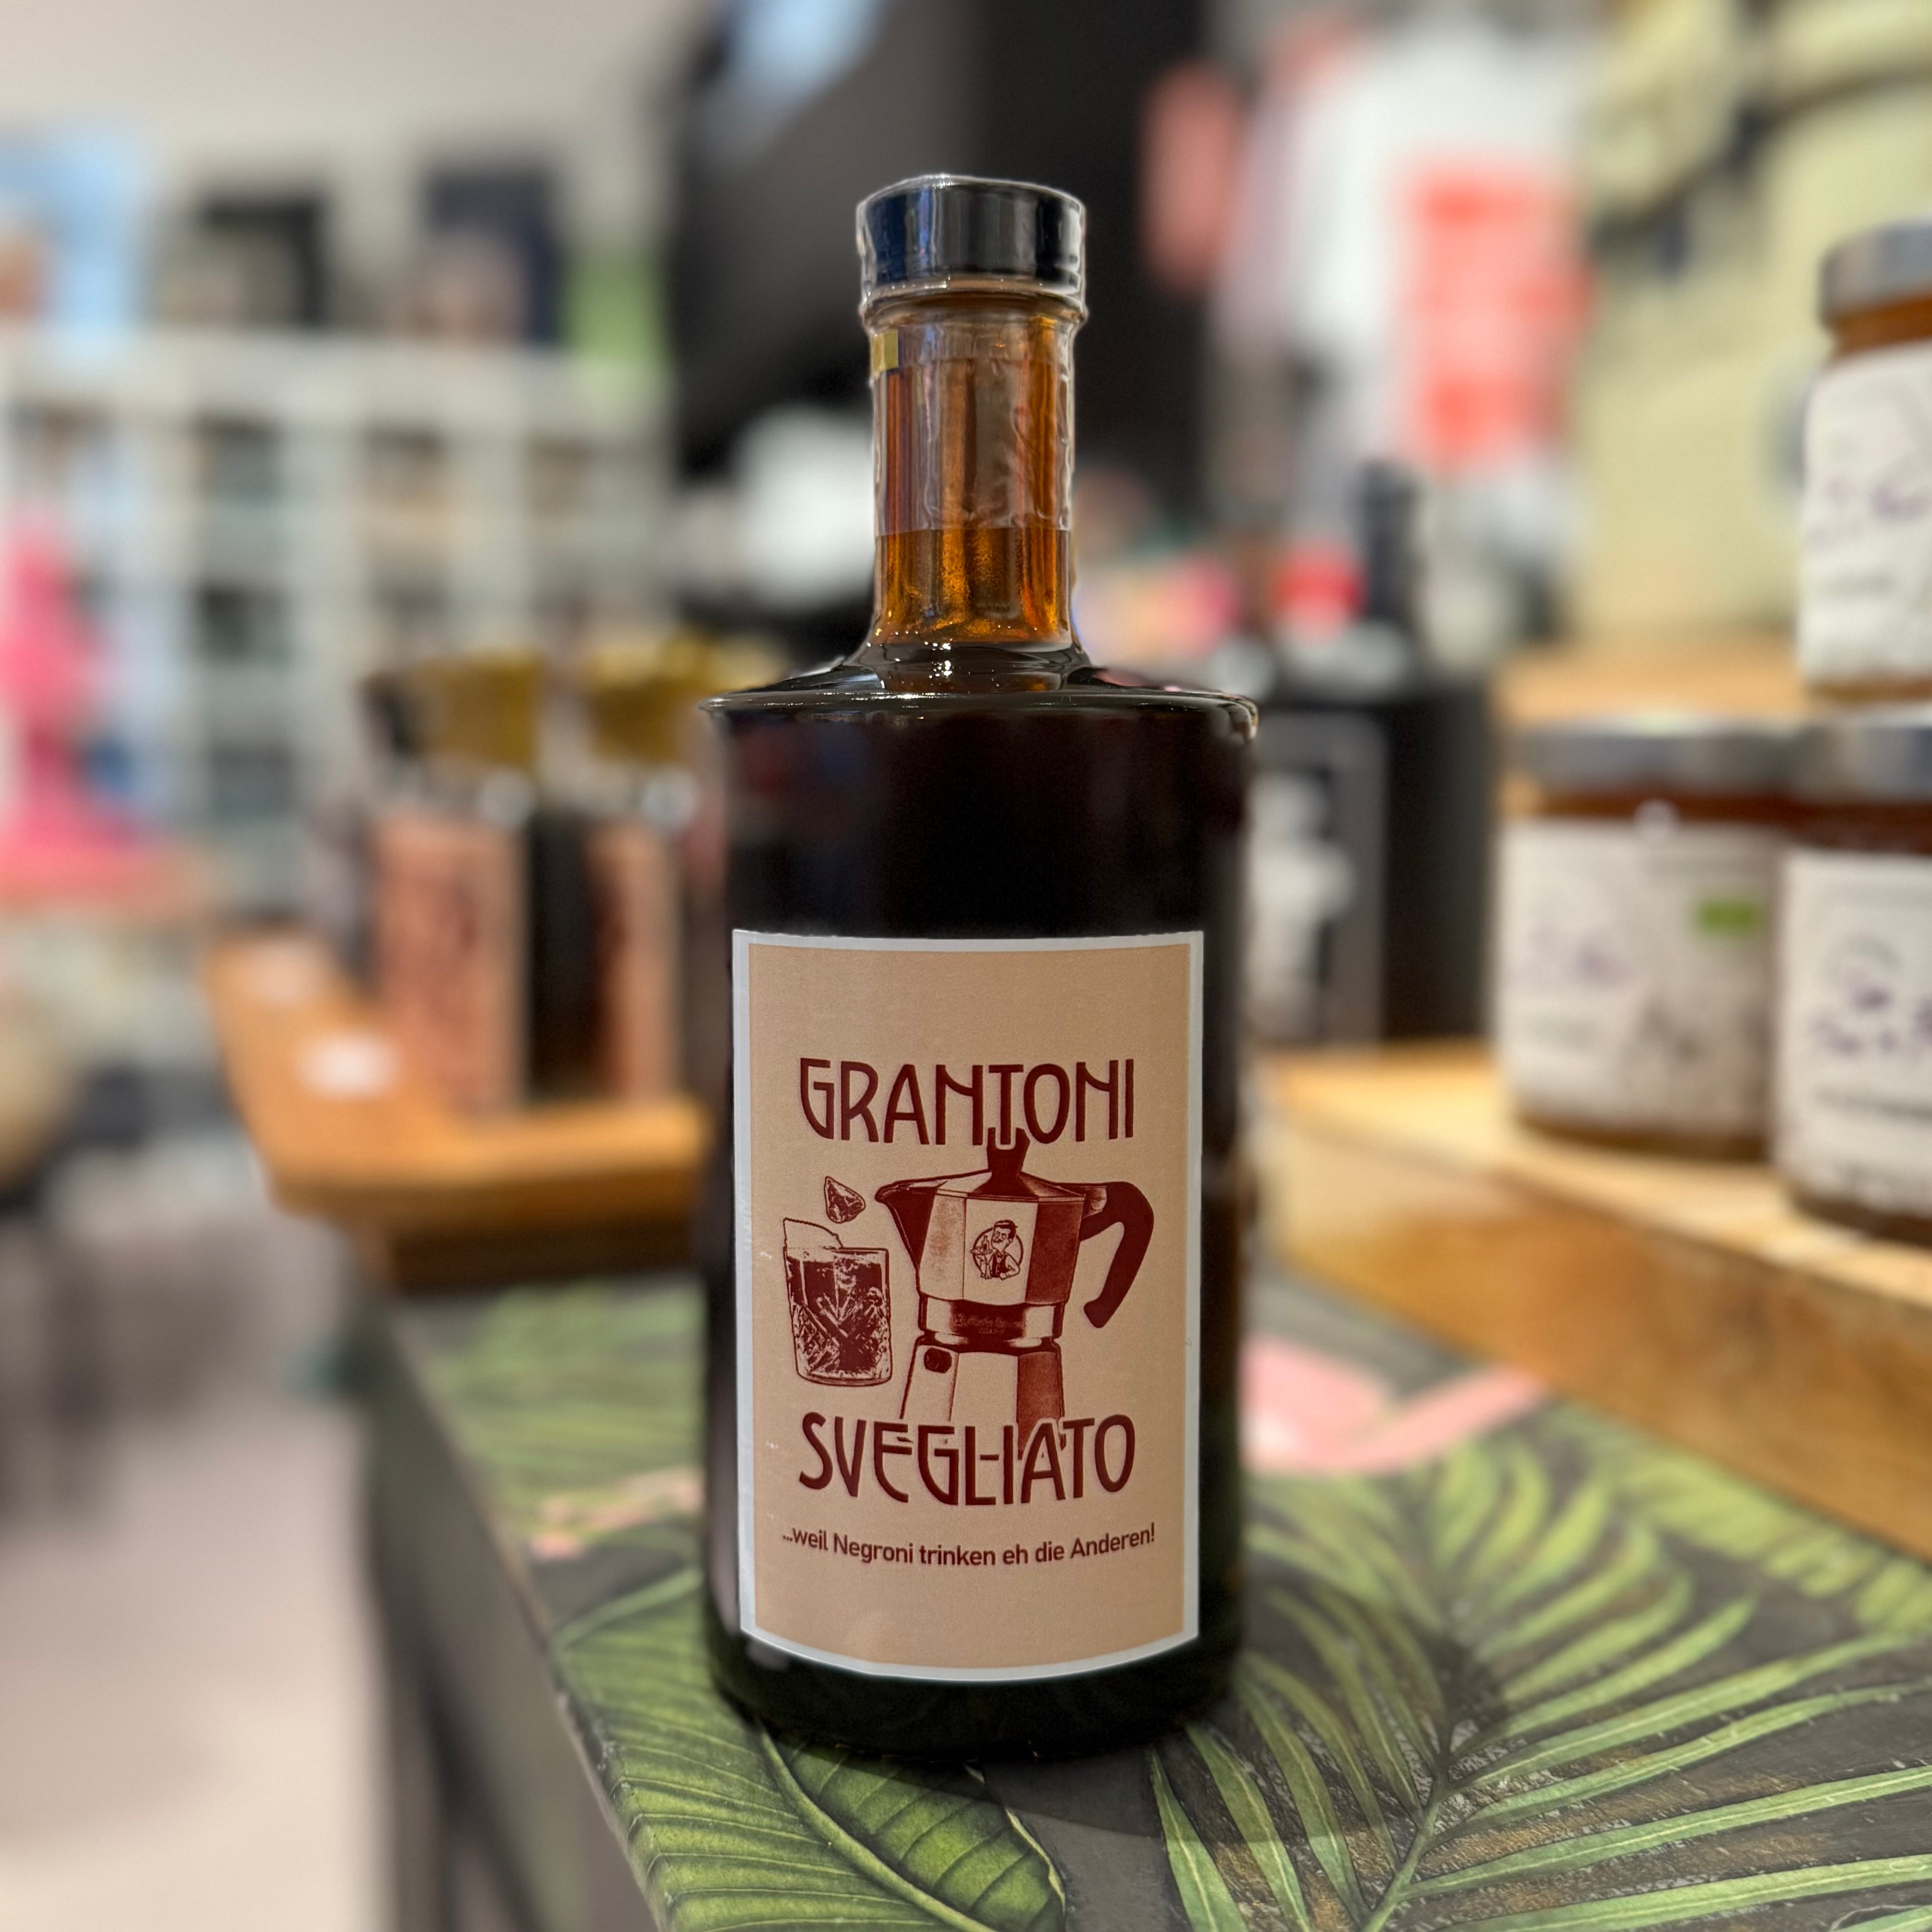 GRANTONI
SVEGLIATO
...weil Negroni trinken eh die Anderen!